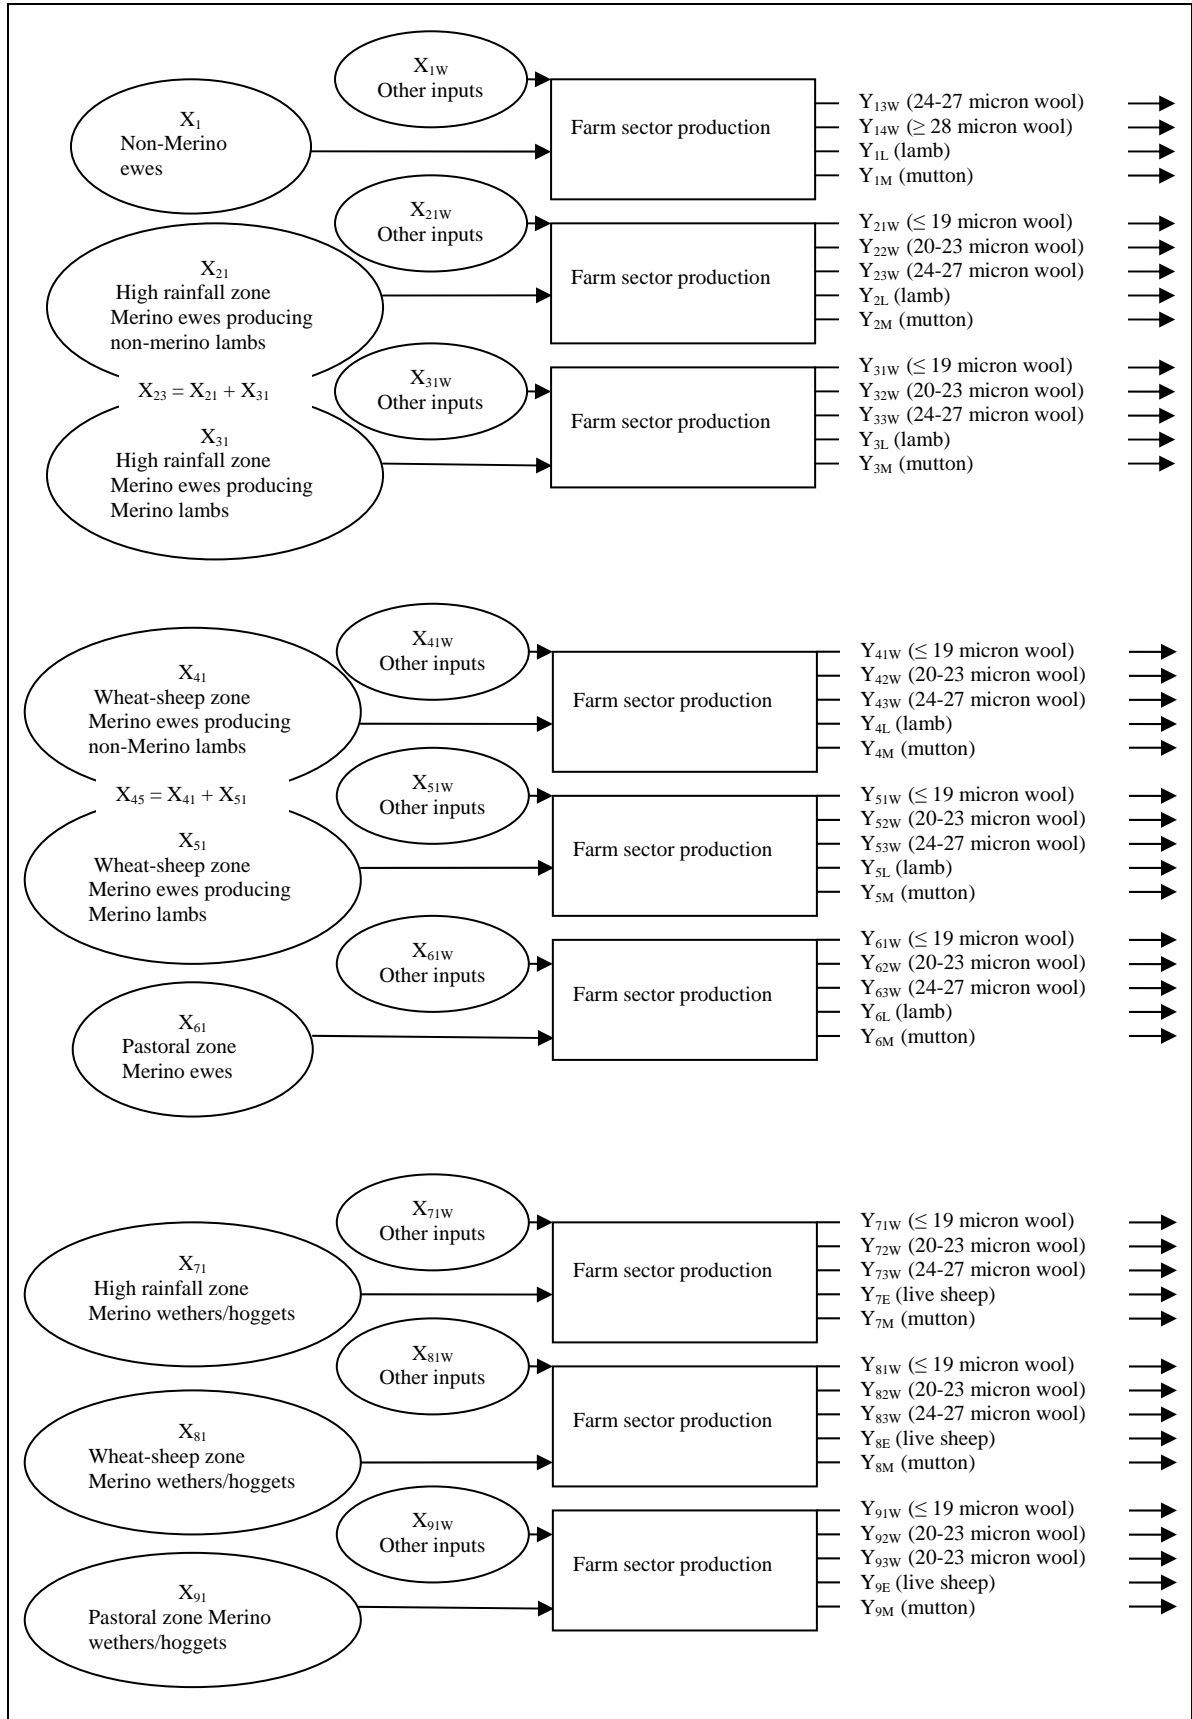 X1W
Other inputs
X1
Non-Merino
ewes
Farm sector production
Y13W (24-27 micron wool)
Y14W (≥ 28 micron wool)
Y1L (lamb)
Y1M (mutton)
X21W
Other inputs
X21
High rainfall zone
Merino ewes producing
non-merino lambs
Farm sector production
Y21W (≤ 19 micron wool)
Y22W (20-23 micron wool)
Y23W (24-27 micron wool)
Y2L (lamb)
Y2M (mutton)
X23 = X21 + X31
X31W
Other inputs
X31
High rainfall zone
Merino ewes producing
Merino lambs
Farm sector production
Y31W (≤ 19 micron wool)
Y32W (20-23 micron wool)
Y33W (24-27 micron wool)
Y3L (lamb)
Y3M (mutton)
X41W
Other inputs
X41
Wheat-sheep zone
Merino ewes producing
non-Merino lambs
Farm sector production
Y41W (≤ 19 micron wool)
Y42W (20-23 micron wool)
Y43W (24-27 micron wool)
Y4L (lamb)
Y4M (mutton)
X45 = X41 + X51
X51W
Other inputs
X51
Wheat-sheep zone
Merino ewes producing
Merino lambs
Farm sector production
Y51W (≤ 19 micron wool)
Y52W (20-23 micron wool)
Y53W (24-27 micron wool)
Y5L (lamb)
Y5M (mutton)
X61W
Other inputs
X61
Pastoral zone
Merino ewes
Farm sector production
Y61W (≤ 19 micron wool)
Y62W (20-23 micron wool)
Y63W (24-27 micron wool)
Y6L (lamb)
Y6M (mutton)
X71W
Other inputs
X71
High rainfall zone
Merino wethers/hoggets
Farm sector production
Y71W (≤ 19 micron wool)
Y72W (20-23 micron wool)
Y73W (24-27 micron wool)
Y7E (live sheep)
Y7M (mutton)
X81W
Other inputs
X81
Wheat-sheep zone
Merino wethers/hoggets
Farm sector production
Y81W (≤ 19 micron wool)
Y82W (20-23 micron wool)
Y83W (24-27 micron wool)
Y8E (live sheep)
Y8M (mutton)
X91W
Other inputs
X91
Pastoral zone Merino
wethers/hoggets
Farm sector production
Y91W (≤ 19 micron wool)
Y92W (20-23 micron wool)
Y93W (20-23 micron wool)
Y9E (live sheep)
Y9M (mutton)